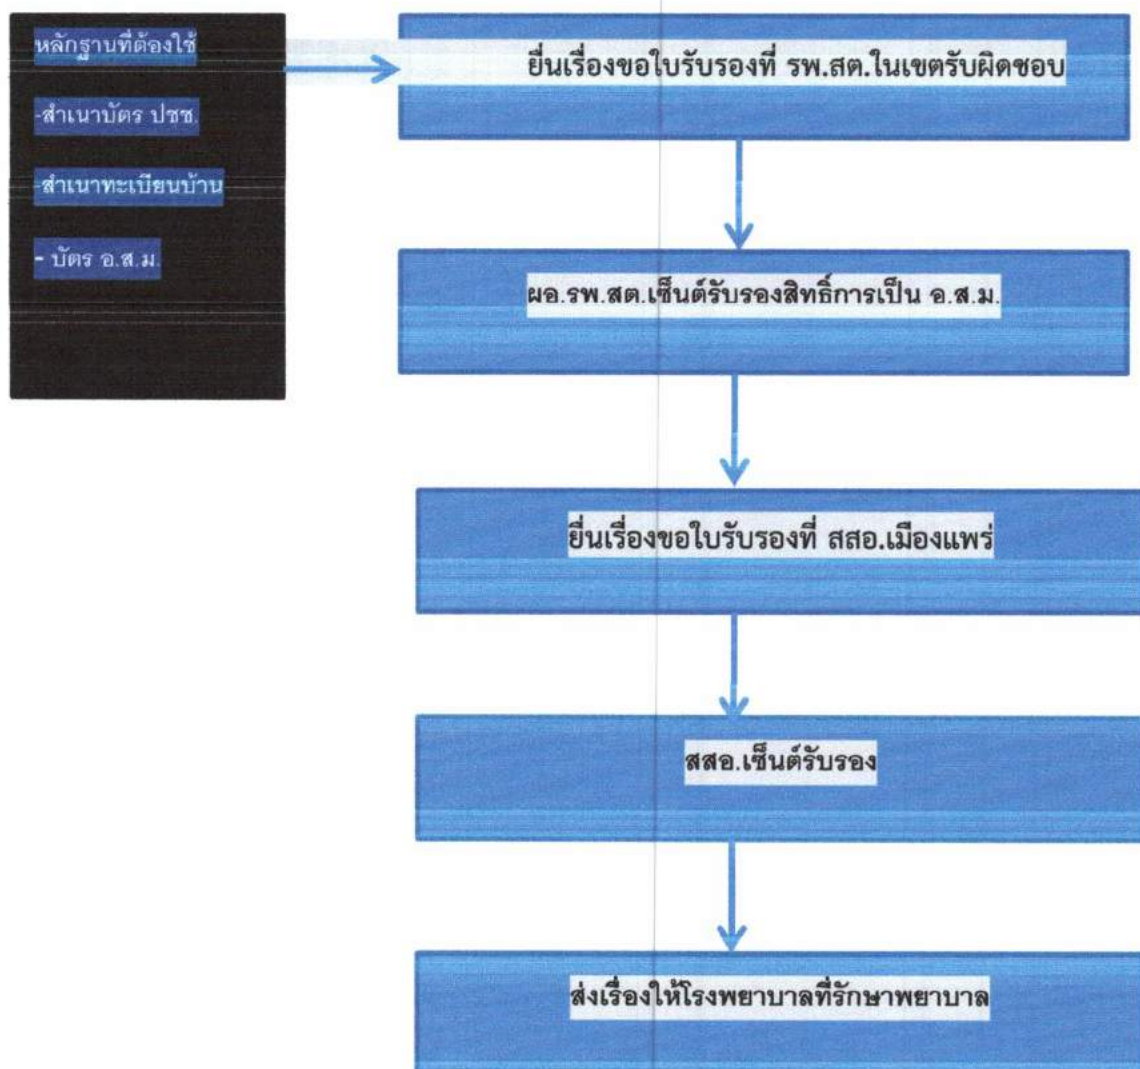 หลักฐานที่ต้องใช้
-สำเนาบัตร ปชช.
-สำเนาทะเบียนบ้าน
- บัตร อ.ส.ม.
ยื่นเรื่องขอใบรับรองที่ รพ.สต.ในเขตรับผิดชอบ
ผอ.รพ.สต.เซ็นต์รับรองสิทธิ์การเป็น อ.ส.ม.
ยื่นเรื่องขอใบรับรองที่ สสอ.เมืองแพร่
สสอ.เซ็นต์รับรอง
ส่งเรื่องให้โรงพยาบาลที่รักษาพยาบาล